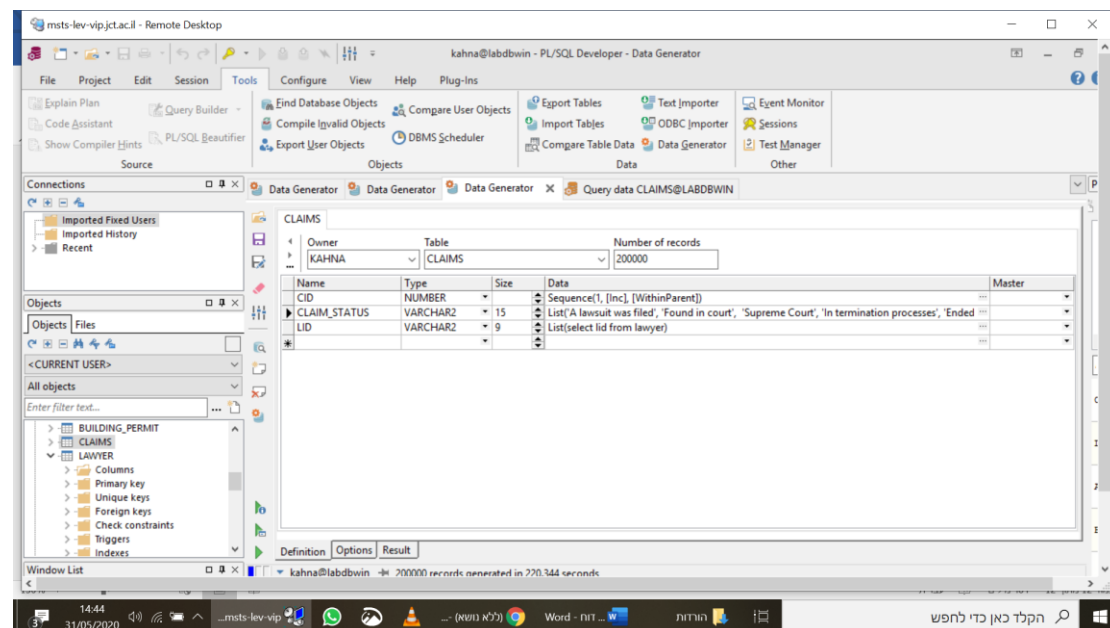 msts-lev-vip.jct.ac.il - Remote Desktop
kahna@labdbwin - PL/SQL Developer - Data Generator
File Project Edit Session Tools Configure View Help Plug-Ins
Explain Plan
Code Assistant
Show Compiler Hints
Query Builder
PL/SQL Beautifier
Source
Find Database Objects
Compile Invalid Objects
Export User Objects
Compare User Objects
DBMS Scheduler
Objects
Export Tables
Import Tables
Compare Table Data
Text Importer
ODBC Importer
Data Generator
Data
Event Monitor
Sessions
Test Manager
Other
Connections
Imported Fixed Users
Imported History
Recent
Objects
Objects Files
<CURRENT USER>
All objects
Enter filter text...
BUILDING_PERMIT
CLAIMS
LAWYER
Columns
Primary key
Unique keys
Foreign keys
Check constraints
Triggers
Indexes
Window List
Data Generator Data Generator Data Generator Query data CLAIMS@LABDBWIN
CLAIMS
Owner Table Number of records
KAHNA CLAIMS 200000
Name Type Size Data Master
CID NUMBER Sequence(1, [Inc], [WithinParent])
CLAIM_STATUS VARCHAR2 15 List('A lawsuit was filed', 'Found in court', 'Supreme Court', 'In termination processes', 'Ended
LID VARCHAR2 9 List(select lid from lawyer)
Definition Options Result
kahna@labdbwin 200000 records generated in 220.344 seconds
3
14:44
31/05/2020
...msts-lev-vip
...- (ללא נושא)
דוח - Word
הורדות
הקלד כאן כדי לחפש